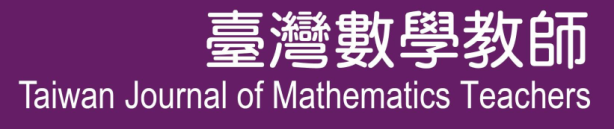 臺灣數學教師
Taiwan Journal of Mathematics Teachers